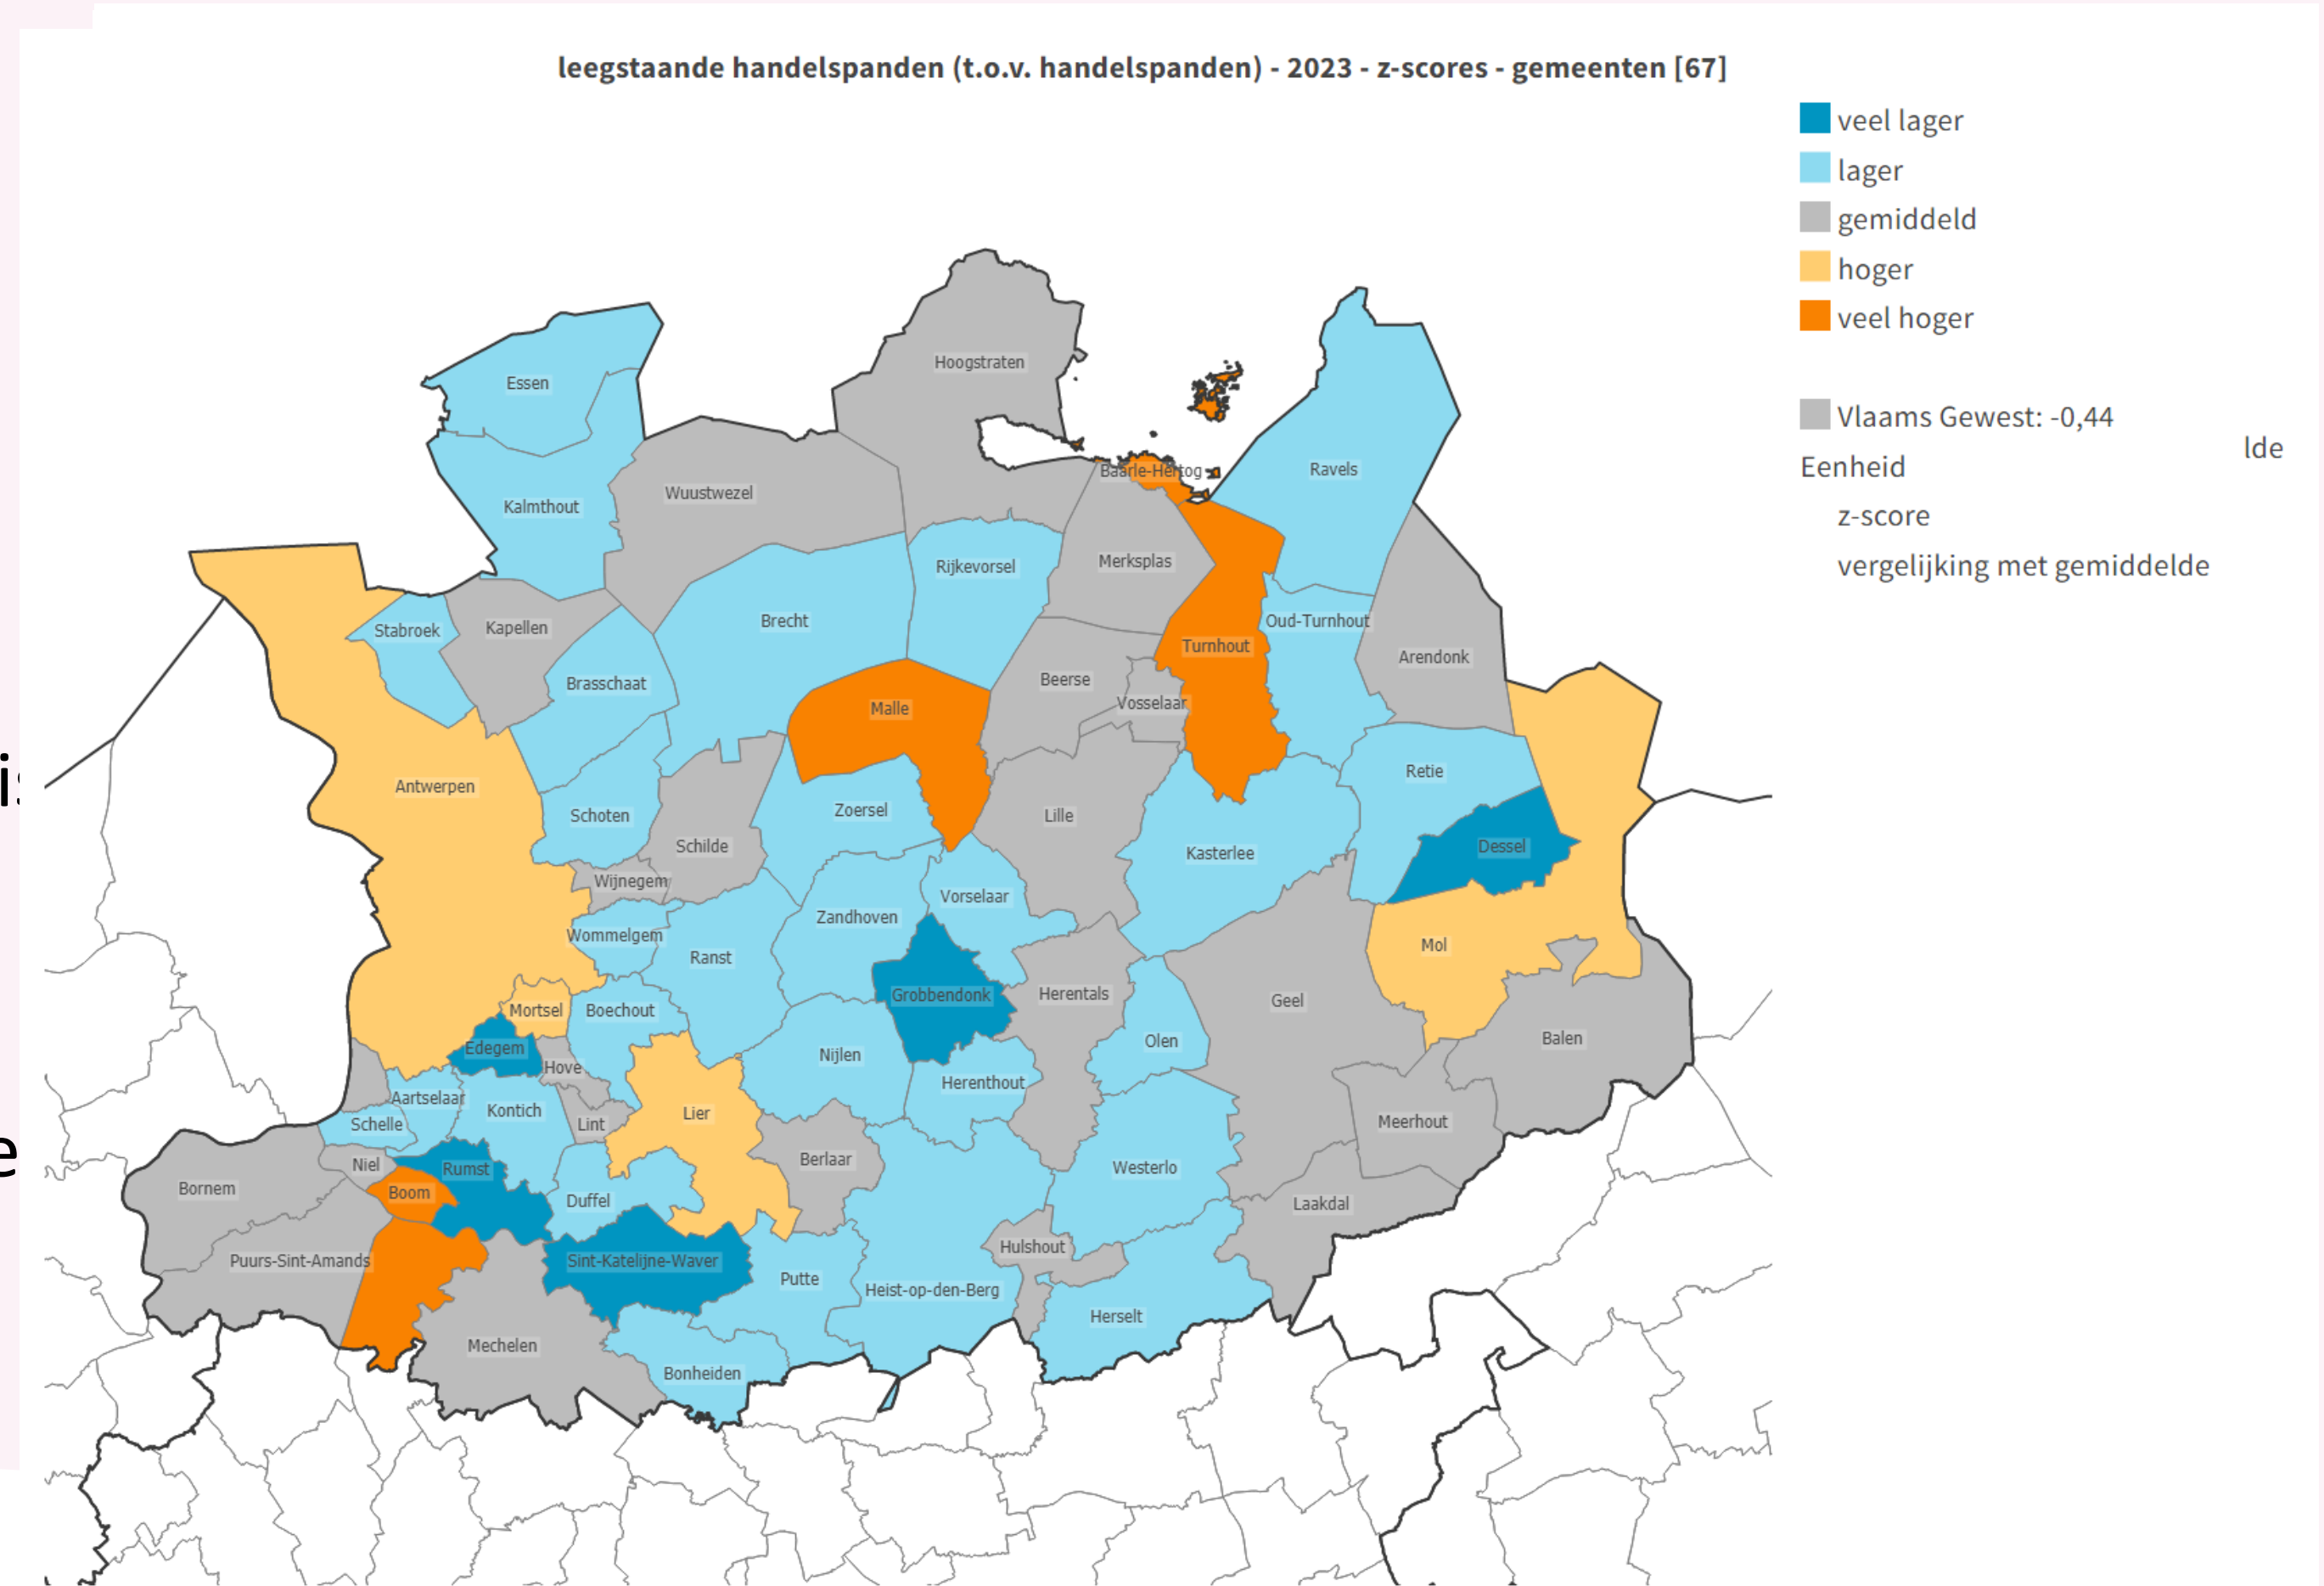 leegstaande handelspanden (t.o.v. handelspanden) - 2023 - z-scores - gemeenten [67]
veel lager
lager
gemiddeld
hoger
veel hoger
Vlaams Gewest: -0,44
lde
Eenheid
z-score
vergelijking met gemiddelde
Hoogstraten
Essen
Baarle-Hertog
Ravels
Wuustwezel
Kalmthout
Merksplas
Rijkevorsel
Brecht
Oud-Turnhout
Kapellen
Stabroek
Turnhout
Arendonk
Beerse
Brasschaat
Vosselaar
Malle
Retie
is
Antwerpen
Zoersel
Schoten
Lille
Schilde
Dessel
Kasterlee
Wijnegem
Vorselaar
Zandhoven
Wommelgem
Mol
Ranst
Herentals
Grobbendonk
Geel
Mortsel
Boechout
Balen
Olen
Edegem
Nijlen
Hove
Herenthout
Aartselaar
Kontich
Lier
Meerhout
Schelle
Lint
e
Berlaar
Niel
Rumst
Westerlo
Bornem
Boom
Duffel
Laakdal
Hulshout
Puurs-Sint-Amands
Sint-Katelijne-Waver
Putte
Heist-op-den-Berg
Herselt
Mechelen
Bonheiden